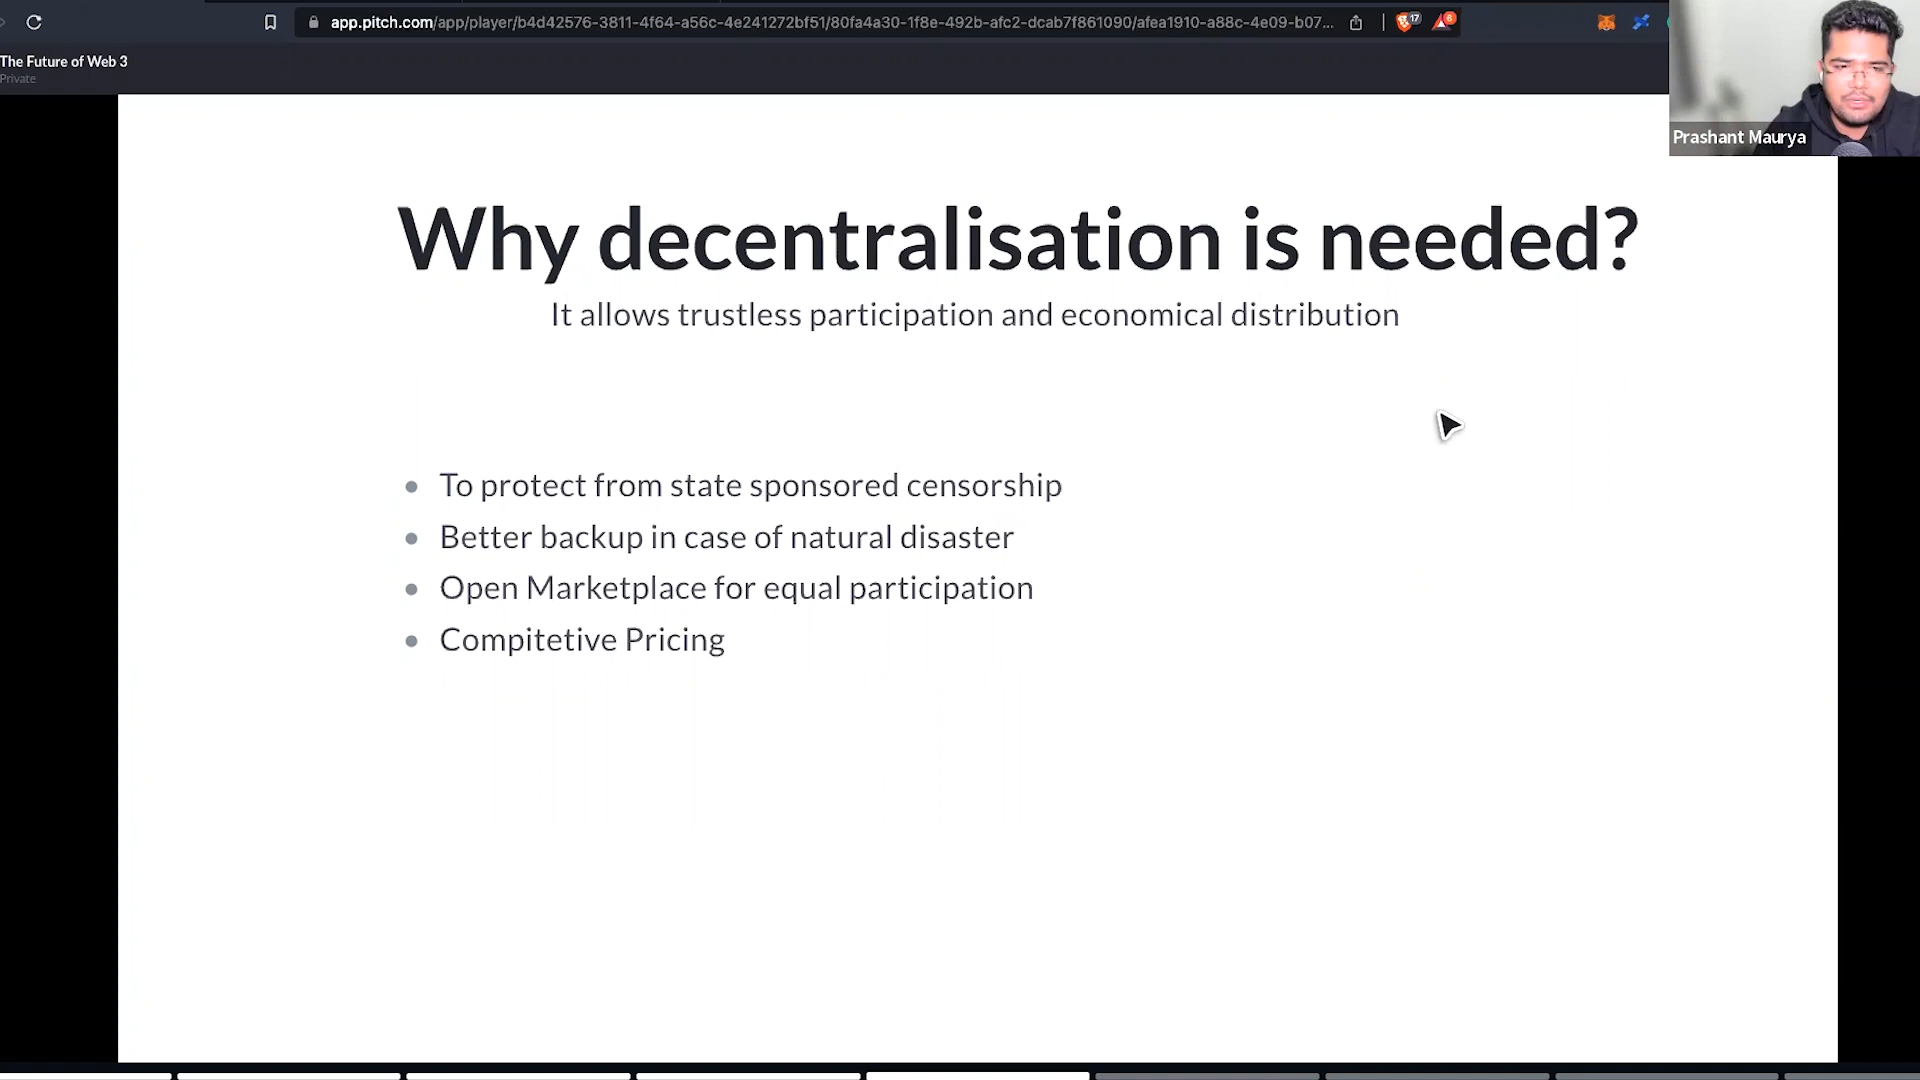 app.pitch.com/app/player/b4d42576-3811-4f64-a56c-4e241272bf51/80fa4a30-1f8e-492b-afc2-dcab7f861090/afea1910-a88c-4e09-b07...
17
6
The Future of Web 3
Private
Prashant Maurya
Why decentralisation is needed?
It allows trustless participation and economical distribution
• To protect from state sponsored censorship
• Better backup in case of natural disaster
• Open Marketplace for equal participation
• Compitetive Pricing